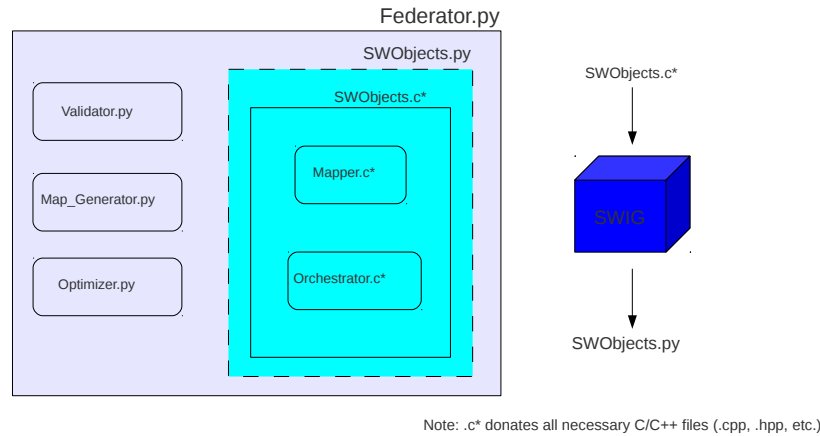 Federator.py
SWObjects.py
SWObjects.c*
Validator.py
Mapper.c*
Map_Generator.py
Orchestrator.c*
Optimizer.py
SWObjects.c*
SWIG
SWObjects.py
Note: .c* donates all necessary C/C++ files (.cpp, .hpp, etc.)